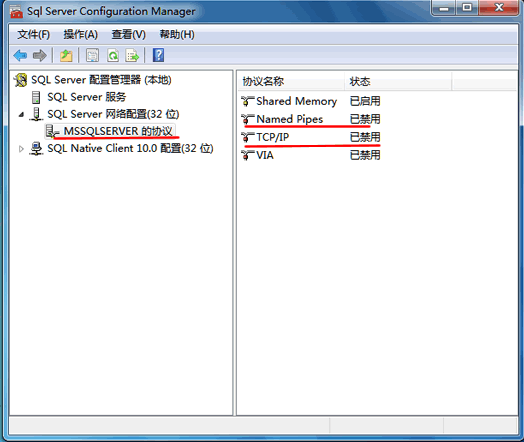 Sql Server Configuration Manager
文件(F) 操作(A) 查看(V) 帮助(H)
SQL Server 配置管理器 (本地)
SQL Server 服务
SQL Server 网络配置(32 位)
MSSQLSERVER 的协议
SQL Native Client 10.0 配置(32 位)
协议名称 状态
Shared Memory 已启用
Named Pipes 已禁用
TCP/IP 已禁用
VIA 已禁用